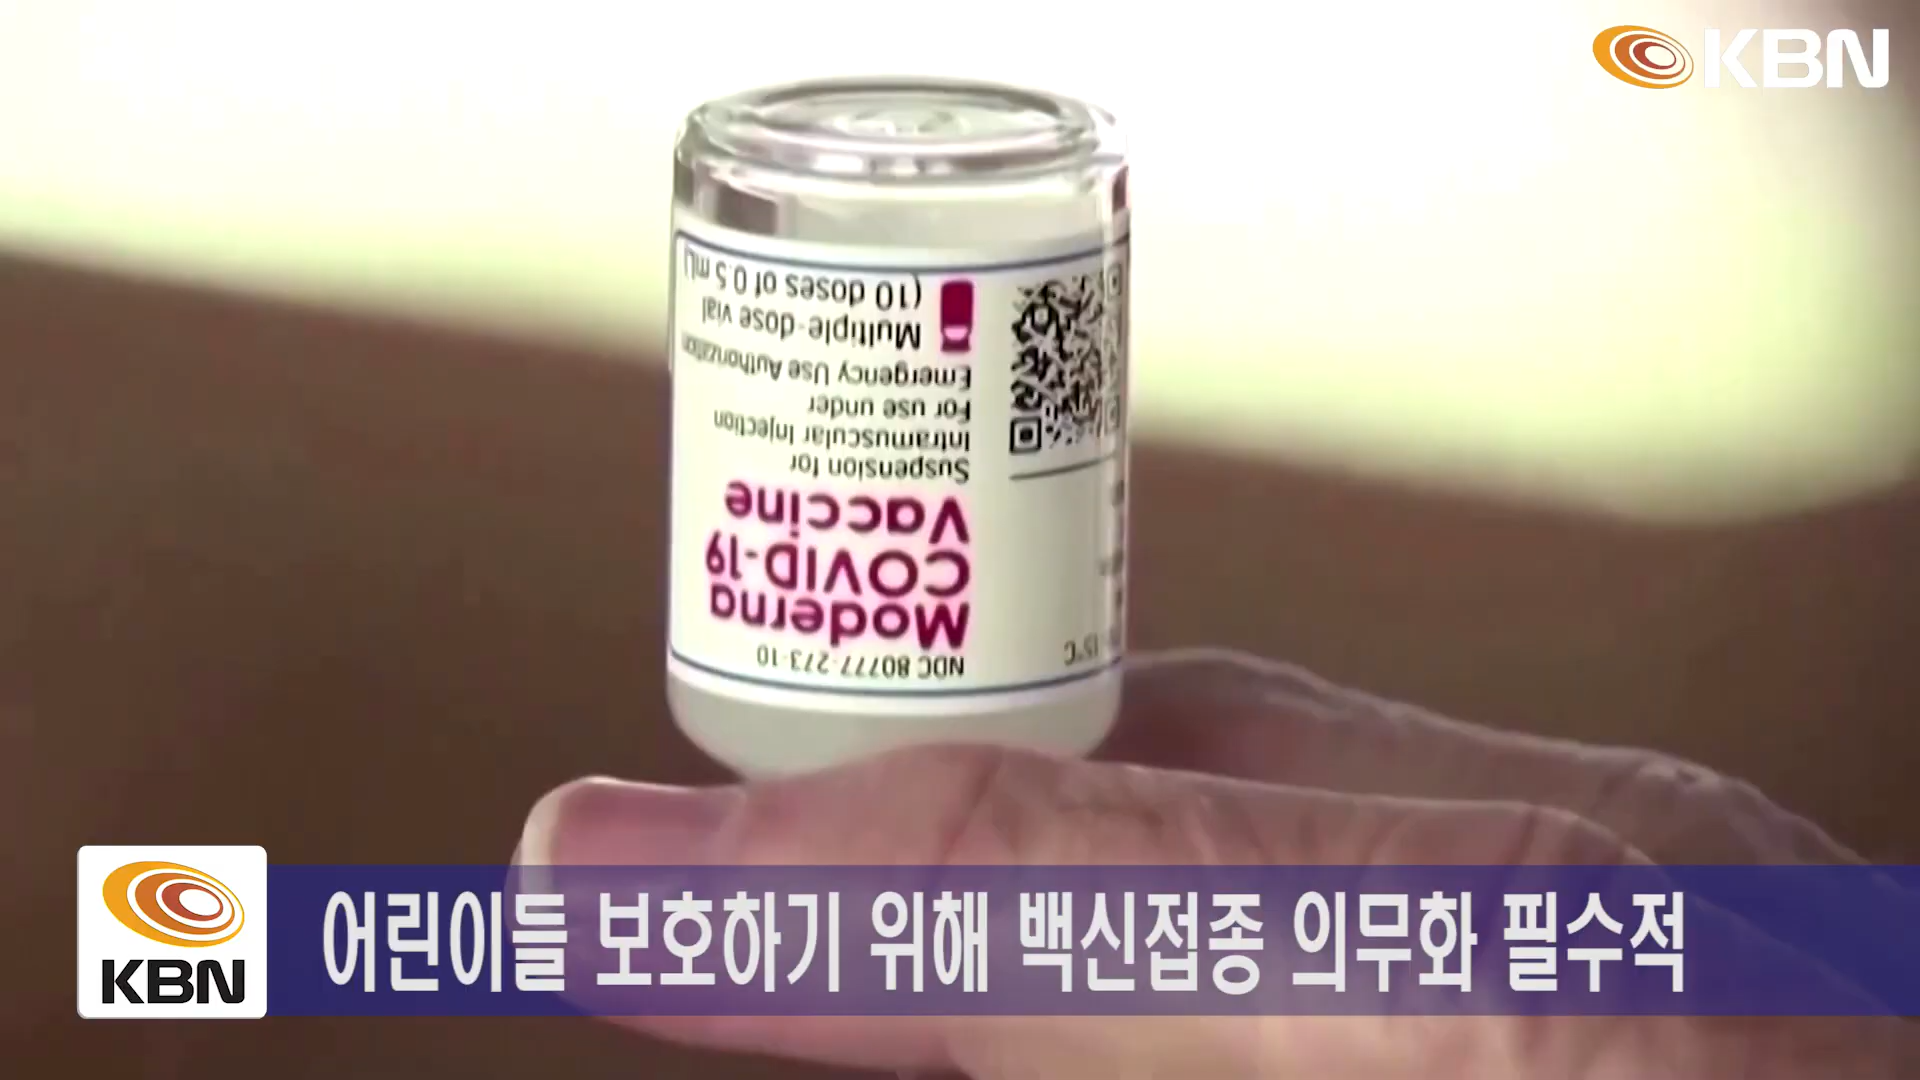 KBN
(10 doses of 0.5 mL)
Multiple-dose vial
Emergency Use Authorization
For use under
Intramuscular Injection
Suspension for
Vaccine
COVID-19
Moderna
NDC 80777-273-10
15°C
KBN
어린이들 보호하기 위해 백신접종 의무화 필수적